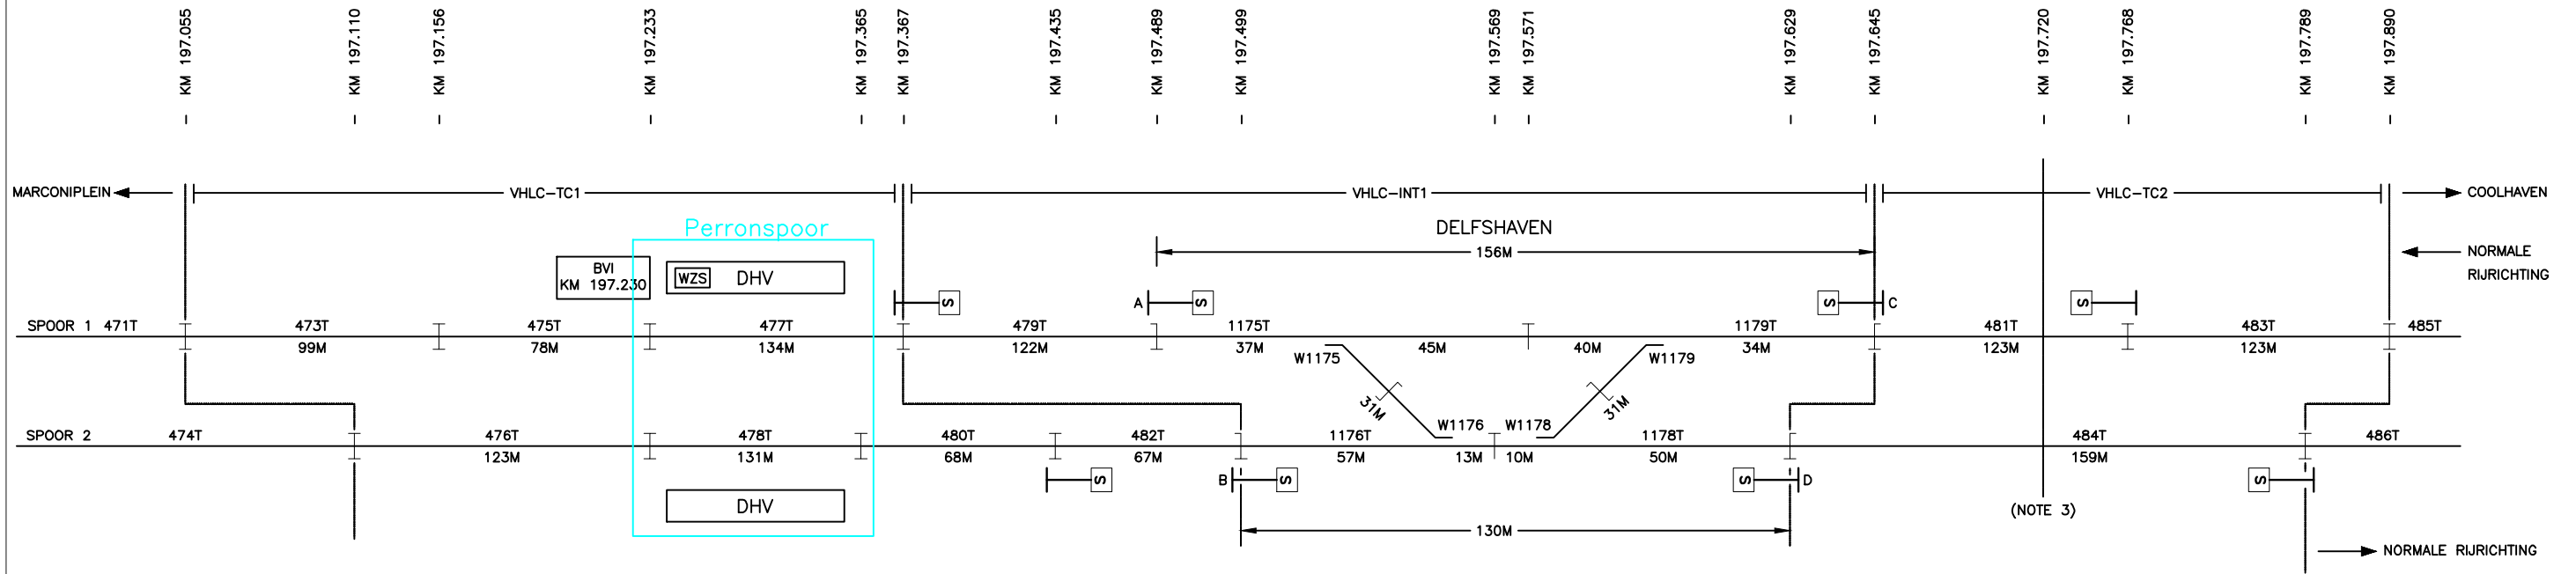 KM 197.055
KM 197.110
KM 197.156
KM 197.233
KM 197.365
KM 197.367
KM 197.435
KM 197.489
KM 197.499
KM 197.569
KM 197.571
KM 197.629
KM 197.645
KM 197.720
KM 197.768
KM 197.789
KM 197.890
MARCONIPLEIN
VHLC-TC1
VHLC-INT1
VHLC-TC2
COOLHAVEN
Perronspoor
DELFSHAVEN
156M
NORMALE
RIJRICHTING
BVI
KM 197.230
WZS
DHV
S
A
S
S
C
S
SPOOR 1 471T
473T
475T
477T
479T
1175T
1179T
481T
483T
485T
99M
78M
134M
122M
37M
45M
40M
34M
123M
123M
W1175
W1179
31M
31M
W1176
W1178
SPOOR 2
474T
476T
478T
480T
482T
1176T
1178T
484T
486T
123M
131M
68M
67M
57M
13M
10M
50M
159M
S
B
S
S
D
S
DHV
(NOTE 3)
130M
NORMALE RIJRICHTING